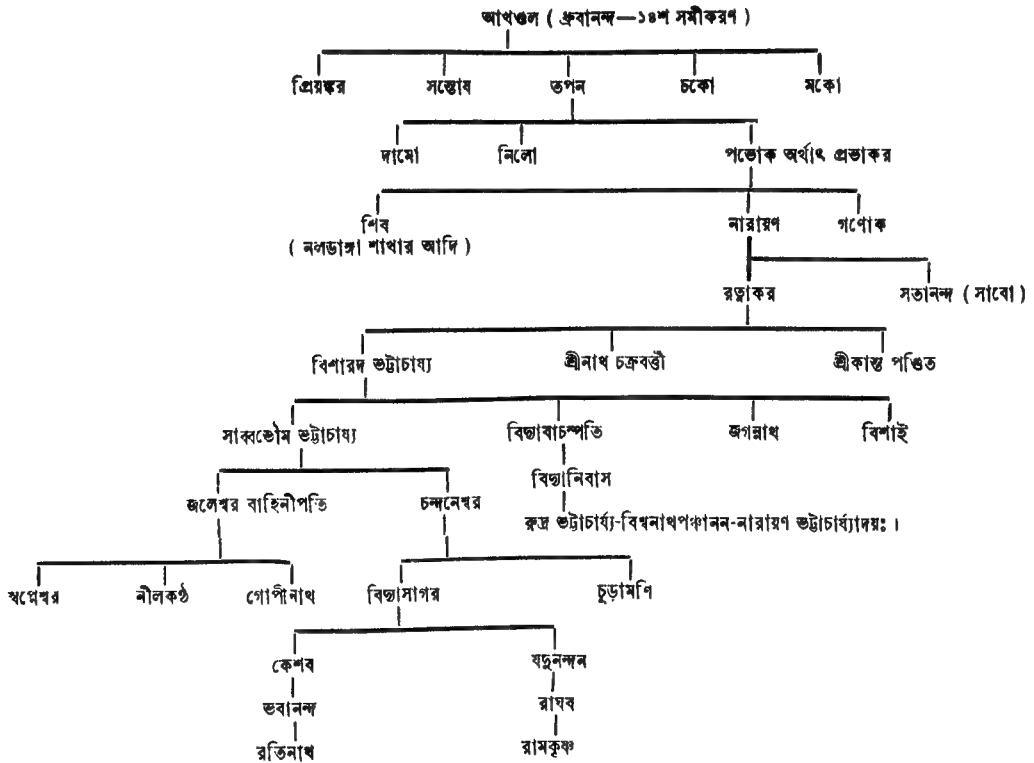 আখণ্ডল ( ধ্রুবানন্দ—১৪শ সমীকরণ )
প্রিয়ঙ্কর সন্তোষ তপন চকো মকো
দামো নিলো পভোক অর্থাৎ প্রভাকর
শিব নারায়ণ গণোক
( নলডাঙ্গা শাখার আদি )
রত্নাকর সতানন্দ ( সাবো )
বিশারদ ভট্টাচায্য শ্রীনাথ চক্রবর্ত্তী শ্রীকান্ত পণ্ডিত
সাব্বভৌম ভট্টাচায্য বিদ্যাবাচস্পতি জগন্নাথ বিশাই
বিদ্যানিবাস
জলেশ্বর বাহিনীপতি চন্দনেশ্বর
রুদ্র ভট্টাচার্য্য-বিশ্বনাথপঞ্চানন-নারায়ণ ভট্টাচার্য্যাদয়ঃ ।
স্বপ্নেশ্বর নীলকণ্ঠ গোপীনাথ বিদ্যাসাগর চূড়ামণি
কেশব যদুনন্দন
ভবানন্দ রাঘব
রতিনাথ রামকৃষ্ণ